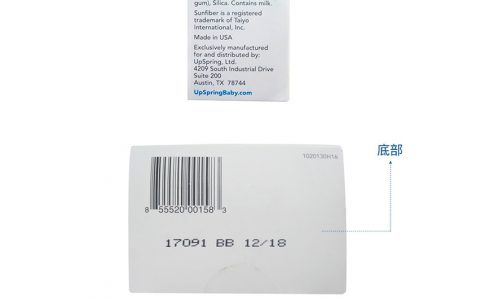 gum), Silica. Contains milk.
Sunfiber is a registered
trademark of Taiyo
International, Inc.
Made in USA
Exclusively manufactured
for and distributed by:
UpSpring, Ltd.
4209 South Industrial Drive
Suite 200
Austin, TX 78744
UpSpringBaby.com
底部
1020130H16
8 55520 00158 3
17091 BB 12/18